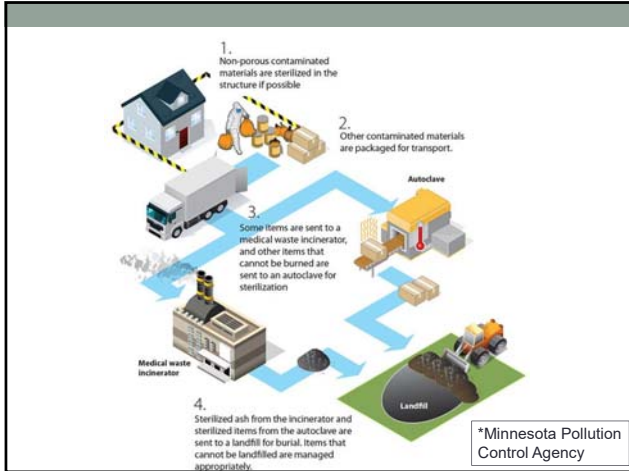 1.
Non-porous contaminated
materials are sterilized in the
structure if possible
2.
Other contaminated materials
are packaged for transport.
Autoclave
3.
Some items are sent to a
medical waste incinerator,
and other items that
cannot be burned are
sent to an autoclave for
sterilization
Medical waste
incinerator
Landfill
4.
Sterilized ash from the incinerator and
sterilized items from the autoclave are
sent to a landfill for burial. Items that
cannot be landfilled are managed
appropriately.
*Minnesota Pollution
Control Agency